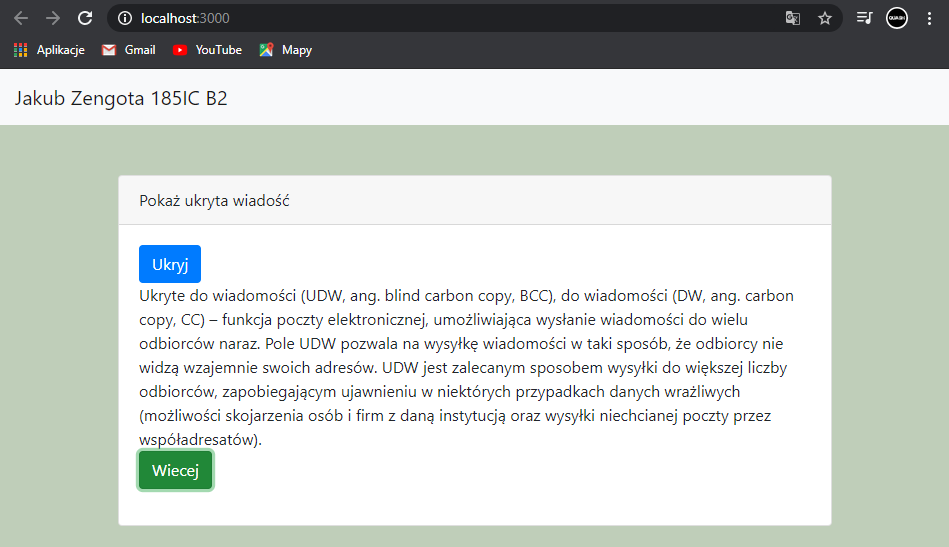 localhost:3000
Aplikacje Gmail YouTube Mapy
Jakub Zengota 185IC B2
Pokaż ukryta wiadość
Ukryj
Ukryte do wiadomości (UDW, ang. blind carbon copy, BCC), do wiadomości (DW, ang. carbon
copy, CC) – funkcja poczty elektronicznej, umożliwiająca wysłanie wiadomości do wielu
odbiorców naraz. Pole UDW pozwala na wysyłkę wiadomości w taki sposób, że odbiorcy nie
widzą wzajemnie swoich adresów. UDW jest zalecanym sposobem wysyłki do większej liczby
odbiorców, zapobiegającym ujawnieniu w niektórych przypadkach danych wrażliwych
(możliwości skojarzenia osób i firm z daną instytucją oraz wysyłki niechcianej poczty przez
współadresatów).
Wiecej